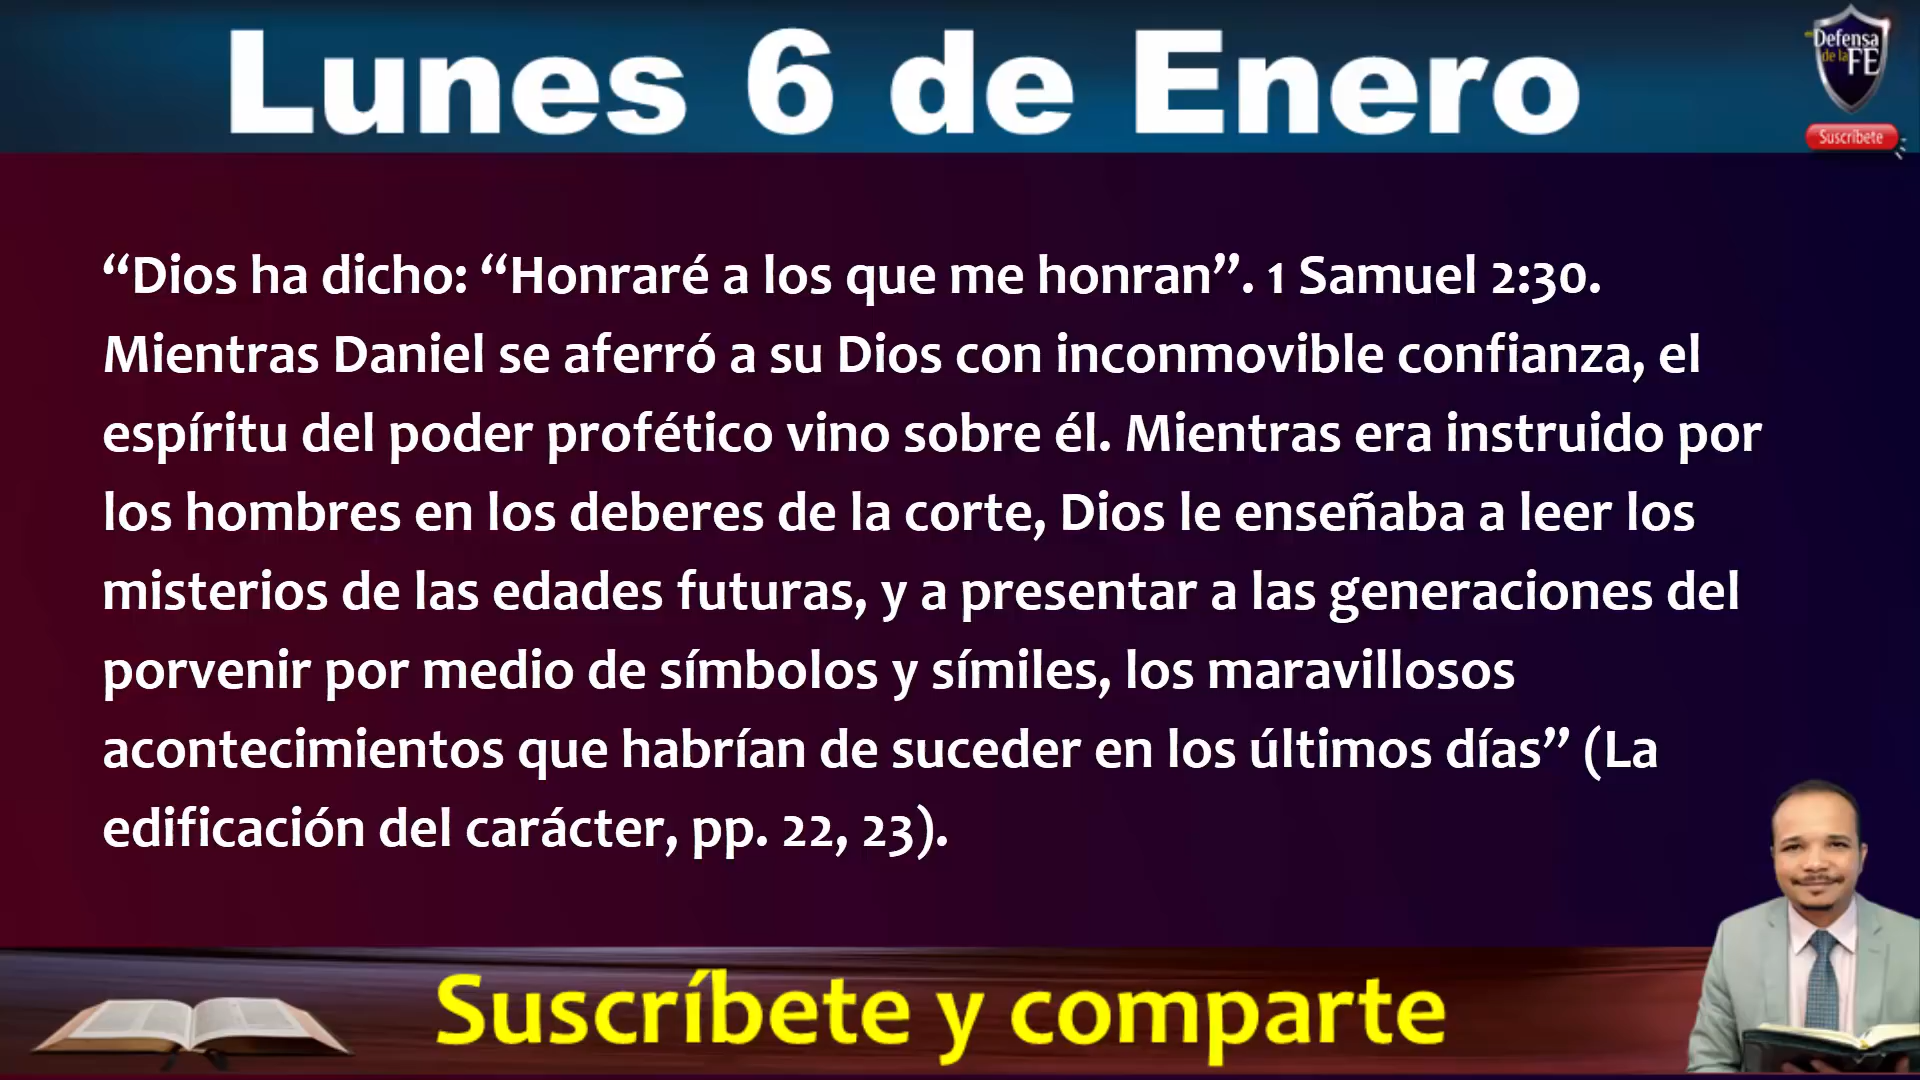 Lunes 6 de Enero
Defensa
de la FE
Suscríbete
“Dios ha dicho: “Honraré a los que me honran”. 1 Samuel 2:30.
Mientras Daniel se aferró a su Dios con inconmovible confianza, el
espíritu del poder profético vino sobre él. Mientras era instruido por
los hombres en los deberes de la corte, Dios le enseñaba a leer los
misterios de las edades futuras, y a presentar a las generaciones del
porvenir por medio de símbolos y símiles, los maravillosos
acontecimientos que habrían de suceder en los últimos días” (La
edificación del carácter, pp. 22, 23).
Suscríbete y comparte